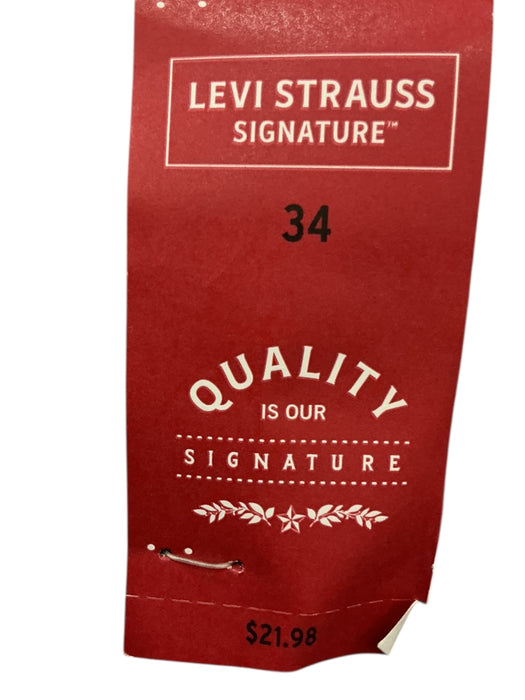 LEVI STRAUSS
SIGNATURE™
34
QUALITY
IS OUR
SIGNATURE
$21.98